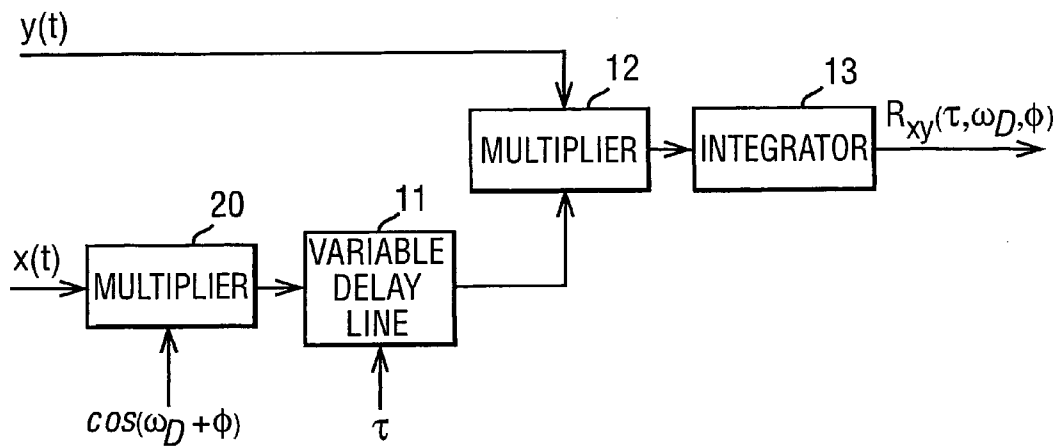 y(t)
12
13
MULTIPLIER
INTEGRATOR
R_xy(τ,ω_D,ϕ)
20
11
x(t)
MULTIPLIER
VARIABLE
DELAY
LINE
cos(ω_D+ϕ)
τ